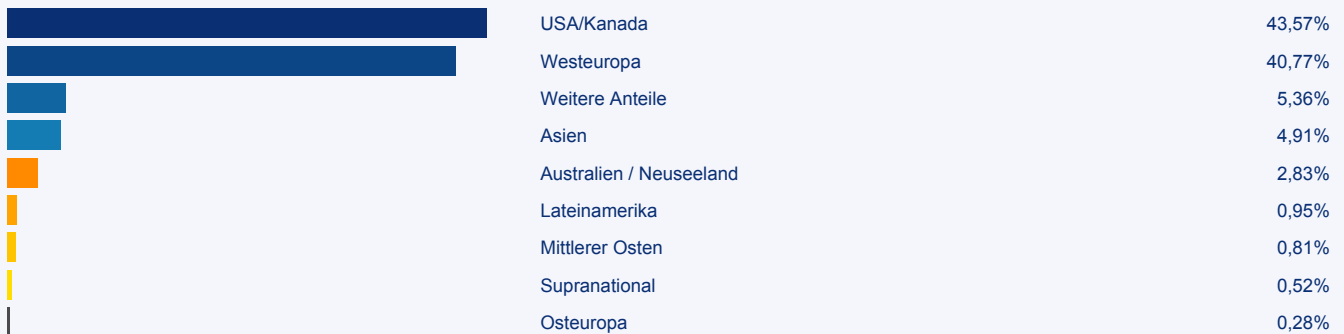 USA/Kanada 43,57%
Westeuropa 40,77%
Weitere Anteile 5,36%
Asien 4,91%
Australien / Neuseeland 2,83%
Lateinamerika 0,95%
Mittlerer Osten 0,81%
Supranational 0,52%
Osteuropa 0,28%